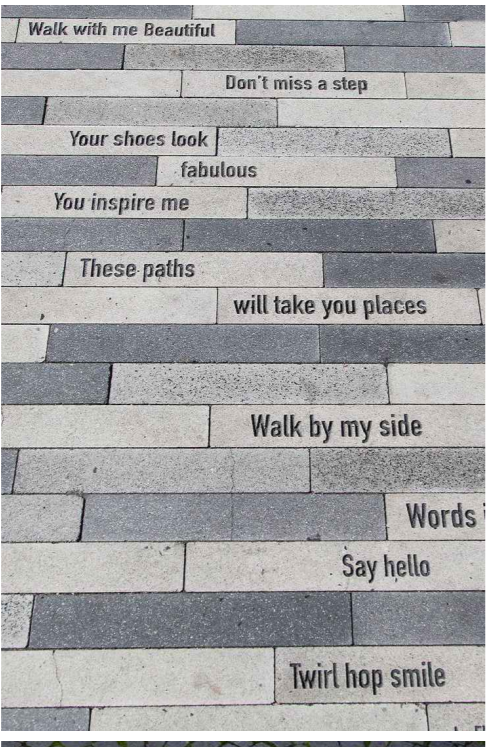 Walk with me Beautiful
Don't miss a step
Your shoes look
fabulous
You inspire me
These paths
will take you places
Walk by my side
Words
Say hello
Twirl hop smile